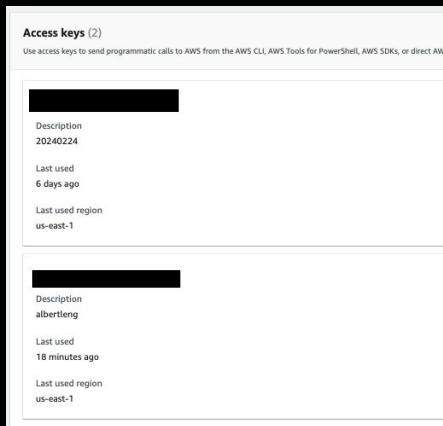 Access keys (2)
Use access keys to send programmatic calls to AWS from the AWS CLI, AWS Tools for PowerShell, AWS SDKs, or direct AW
Description
20240224
Last used
6 days ago
Last used region
us-east-1
Description
albertleng
Last used
18 minutes ago
Last used region
us-east-1